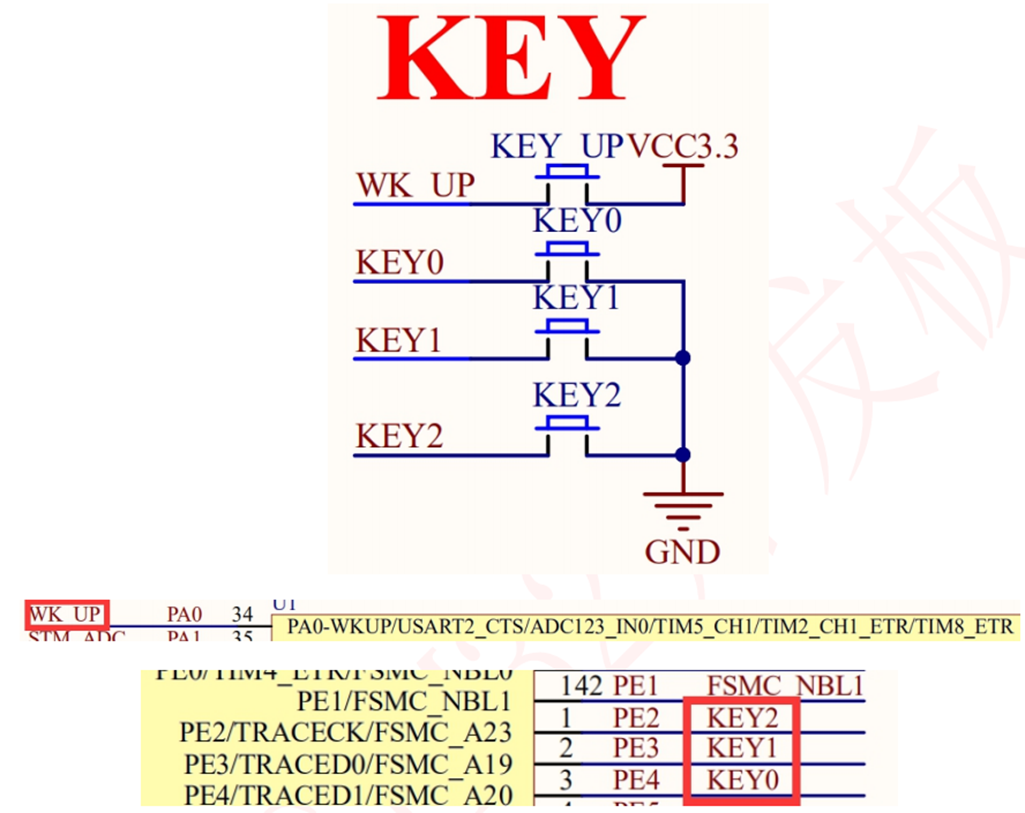 KEY
KEY_UP VCC3.3
WK_UP
KEY0
KEY0
KEY1
KEY1
KEY2
KEY2
GND
U1
WK_UP PA0 34
PA0-WKUP/USART2_CTS/ADC123_IN0/TIM5_CH1/TIM2_CH1_ETR/TIM8_ETR
STM_ADC PA1 35
PE0/TIM4_ETR/FSMC_NBL0
PE1/FSMC_NBL1 142 PE1 FSMC_NBL1
PE2/TRACECK/FSMC_A23 1 PE2 KEY2
PE3/TRACED0/FSMC_A19 2 PE3 KEY1
PE4/TRACED1/FSMC_A20 3 PE4 KEY0
发板